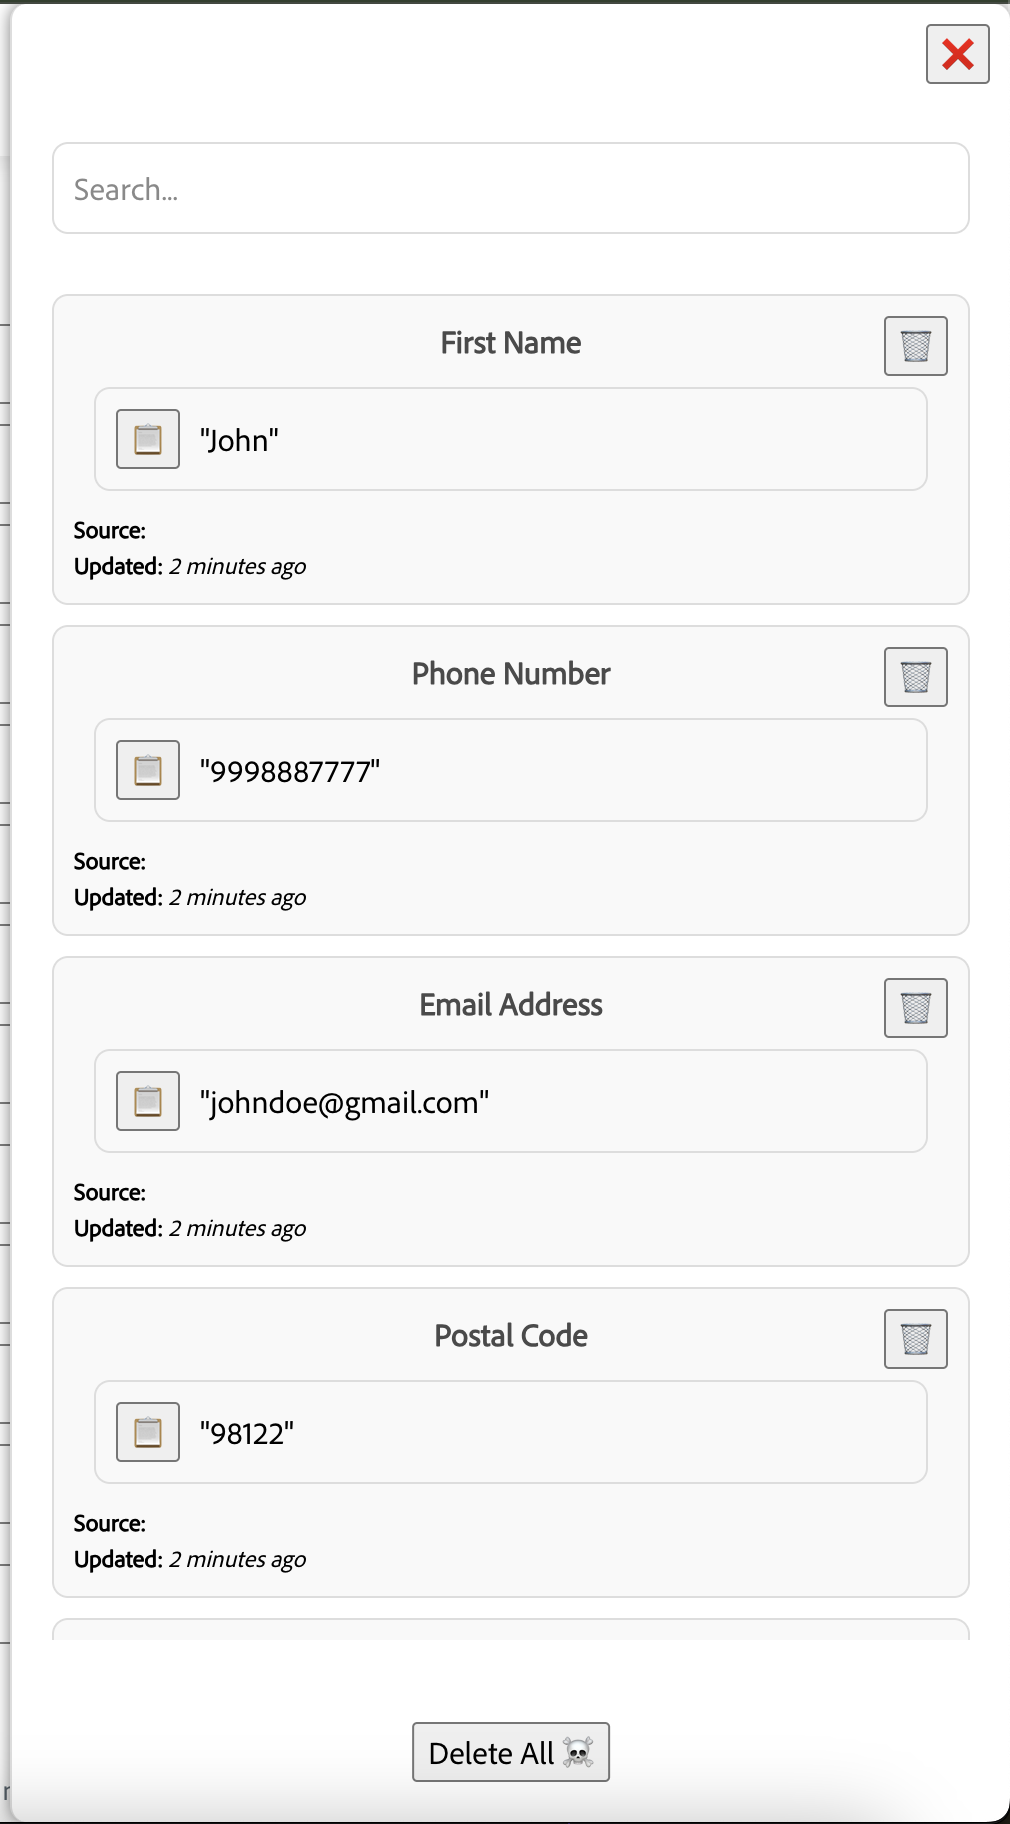 Search...
First Name
"John"
Source:
Updated: 2 minutes ago
Phone Number
"9998887777"
Source:
Updated: 2 minutes ago
Email Address
"johndoe@gmail.com"
Source:
Updated: 2 minutes ago
Postal Code
"98122"
Source:
Updated: 2 minutes ago
Delete All ☠️